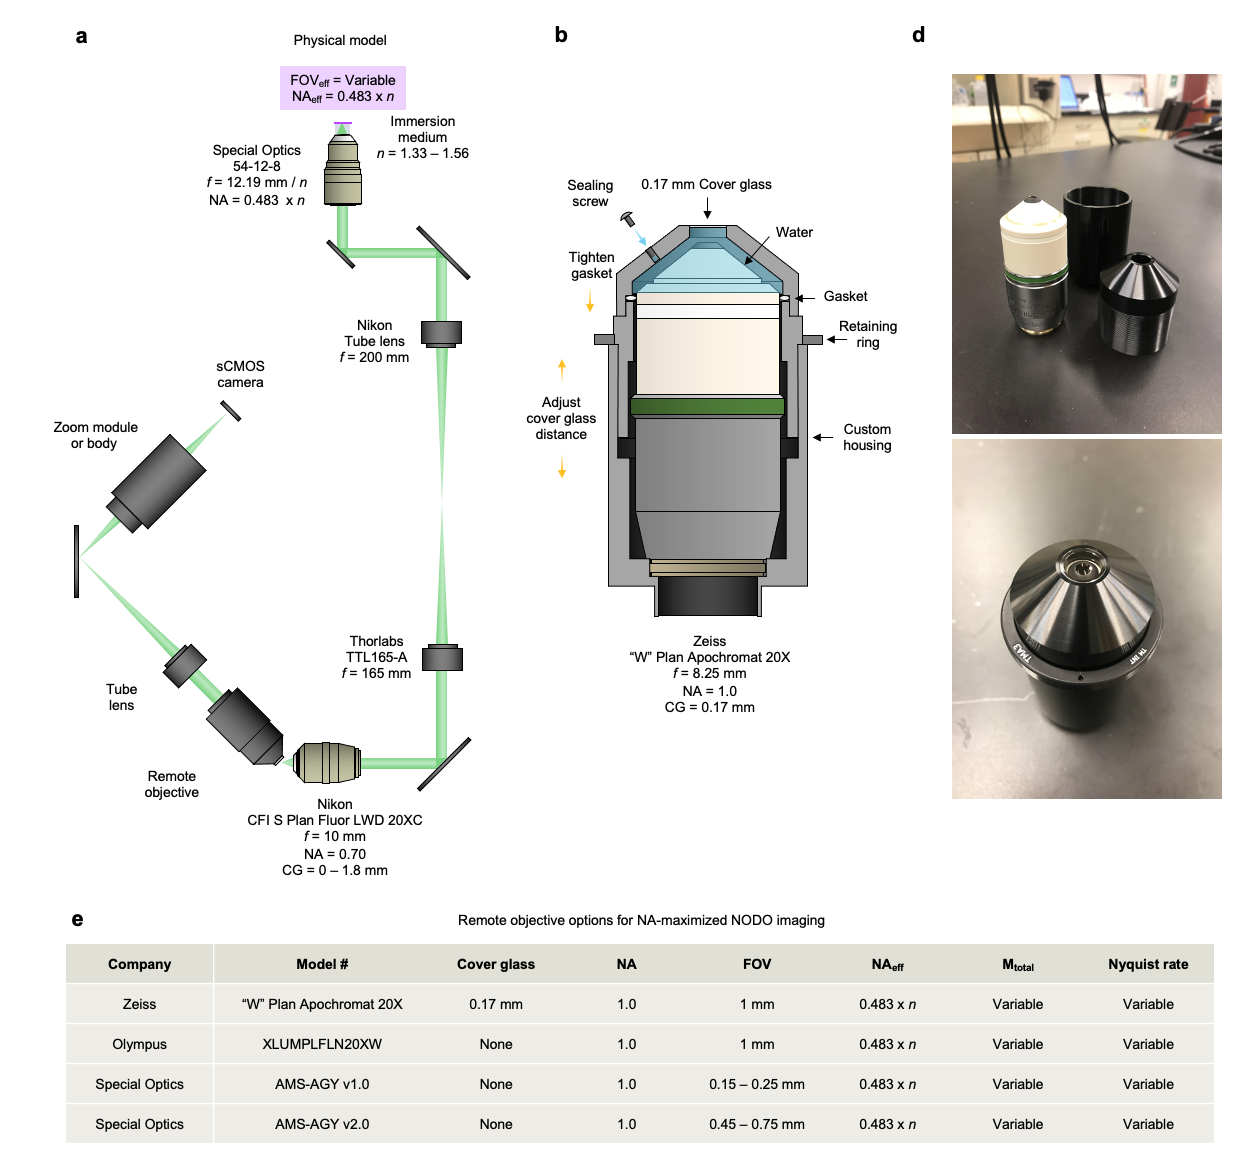 a
Physical model
FOVeff = Variable
NAeff = 0.483 x n
Immersion
medium
n = 1.33 – 1.56
Special Optics
54-12-8
f = 12.19 mm / n
NA = 0.483 x n
Nikon
Tube lens
f = 200 mm
sCMOS
camera
Zoom module
or body
Thorlabs
TTL165-A
f = 165 mm
Tube
lens
Remote
objective
Nikon
CFI S Plan Fluor LWD 20XC
f = 10 mm
NA = 0.70
CG = 0 – 1.8 mm
b
Sealing
screw
0.17 mm Cover glass
Water
Tighten
gasket
Gasket
Retaining
ring
Adjust
cover glass
distance
Custom
housing
Zeiss
“W” Plan Apochromat 20X
f = 8.25 mm
NA = 1.0
CG = 0.17 mm
d
TMA3
TM INT
e
Remote objective options for NA-maximized NODO imaging
Company Model # Cover glass NA FOV NAeff Mtotal Nyquist rate
Zeiss “W” Plan Apochromat 20X 0.17 mm 1.0 1 mm 0.483 x n Variable Variable
Olympus XLUMPLFLN20XW None 1.0 1 mm 0.483 x n Variable Variable
Special Optics AMS-AGY v1.0 None 1.0 0.15 – 0.25 mm 0.483 x n Variable Variable
Special Optics AMS-AGY v2.0 None 1.0 0.45 – 0.75 mm 0.483 x n Variable Variable